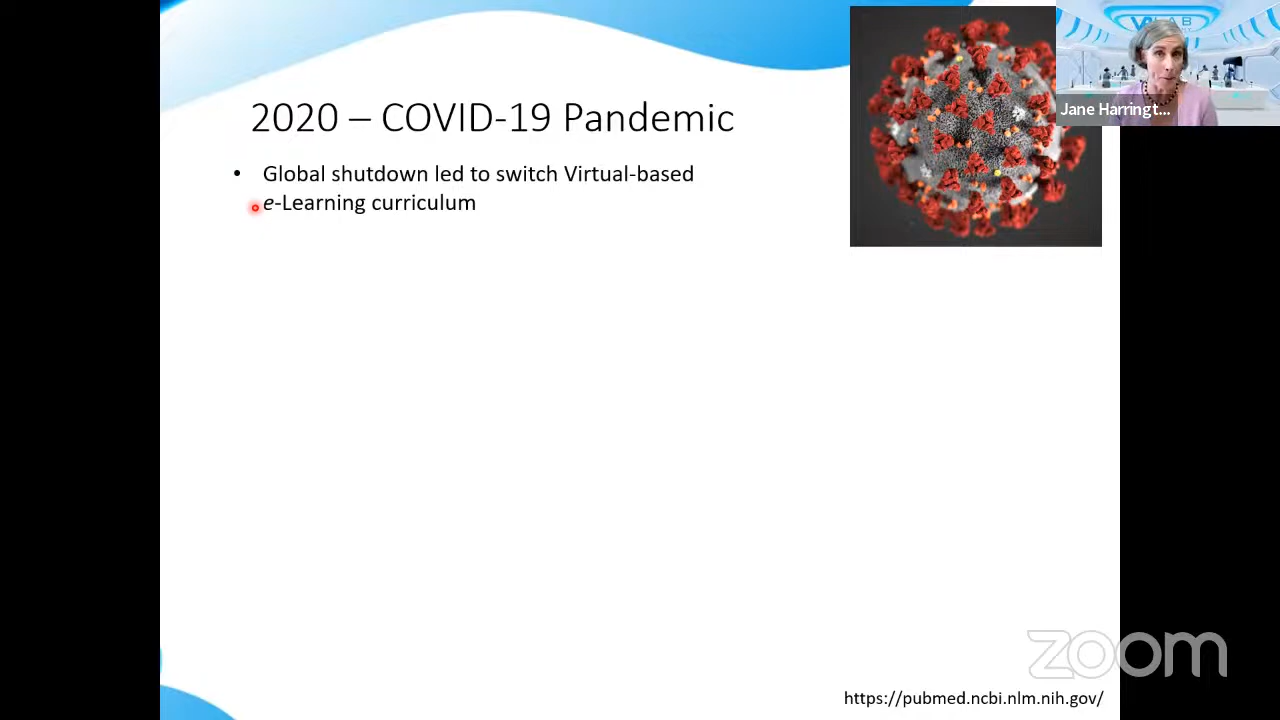 2020 – COVID-19 Pandemic
• Global shutdown led to switch Virtual-based
e-Learning curriculum
LAB
Jane Harringt...
zoom
https://pubmed.ncbi.nlm.nih.gov/